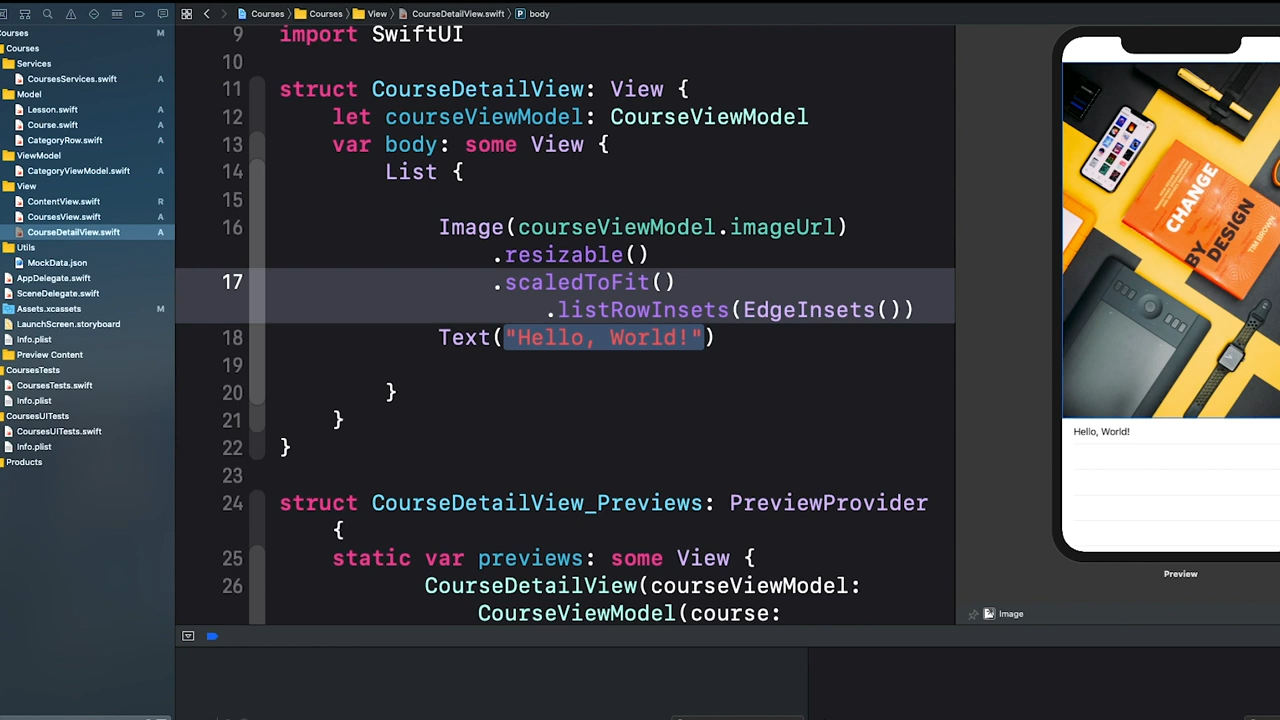 Courses > Courses > View > CourseDetailView.swift > P body
Courses M
Courses
Services
CoursesServices.swift A
Model
Lesson.swift A
Course.swift A
CategoryRow.swift A
ViewModel
CategoryViewModel.swift A
View
ContentView.swift R
CoursesView.swift A
CourseDetailView.swift A
Utils
MockData.json A
AppDelegate.swift
SceneDelegate.swift
Assets.xcassets M
LaunchScreen.storyboard
Info.plist
Preview Content
CoursesTests
CoursesTests.swift
Info.plist
CoursesUITests
CoursesUITests.swift
Info.plist
Products
9 import SwiftUI
10
11 struct CourseDetailView: View {
12 let courseViewModel: CourseViewModel
13 var body: some View {
14 List {
15
16 Image(courseViewModel.imageUrl)
.resizable()
17 .scaledToFit()
.listRowInsets(EdgeInsets())
18 Text("Hello, World!")
19
20 }
21 }
22 }
23
24 struct CourseDetailView_Previews: PreviewProvider
{
25 static var previews: some View {
26 CourseDetailView(courseViewModel:
CourseViewModel(course:
CHANGE
BY
DESIGN
TIM BROWN
Hello, World!
Preview
Image